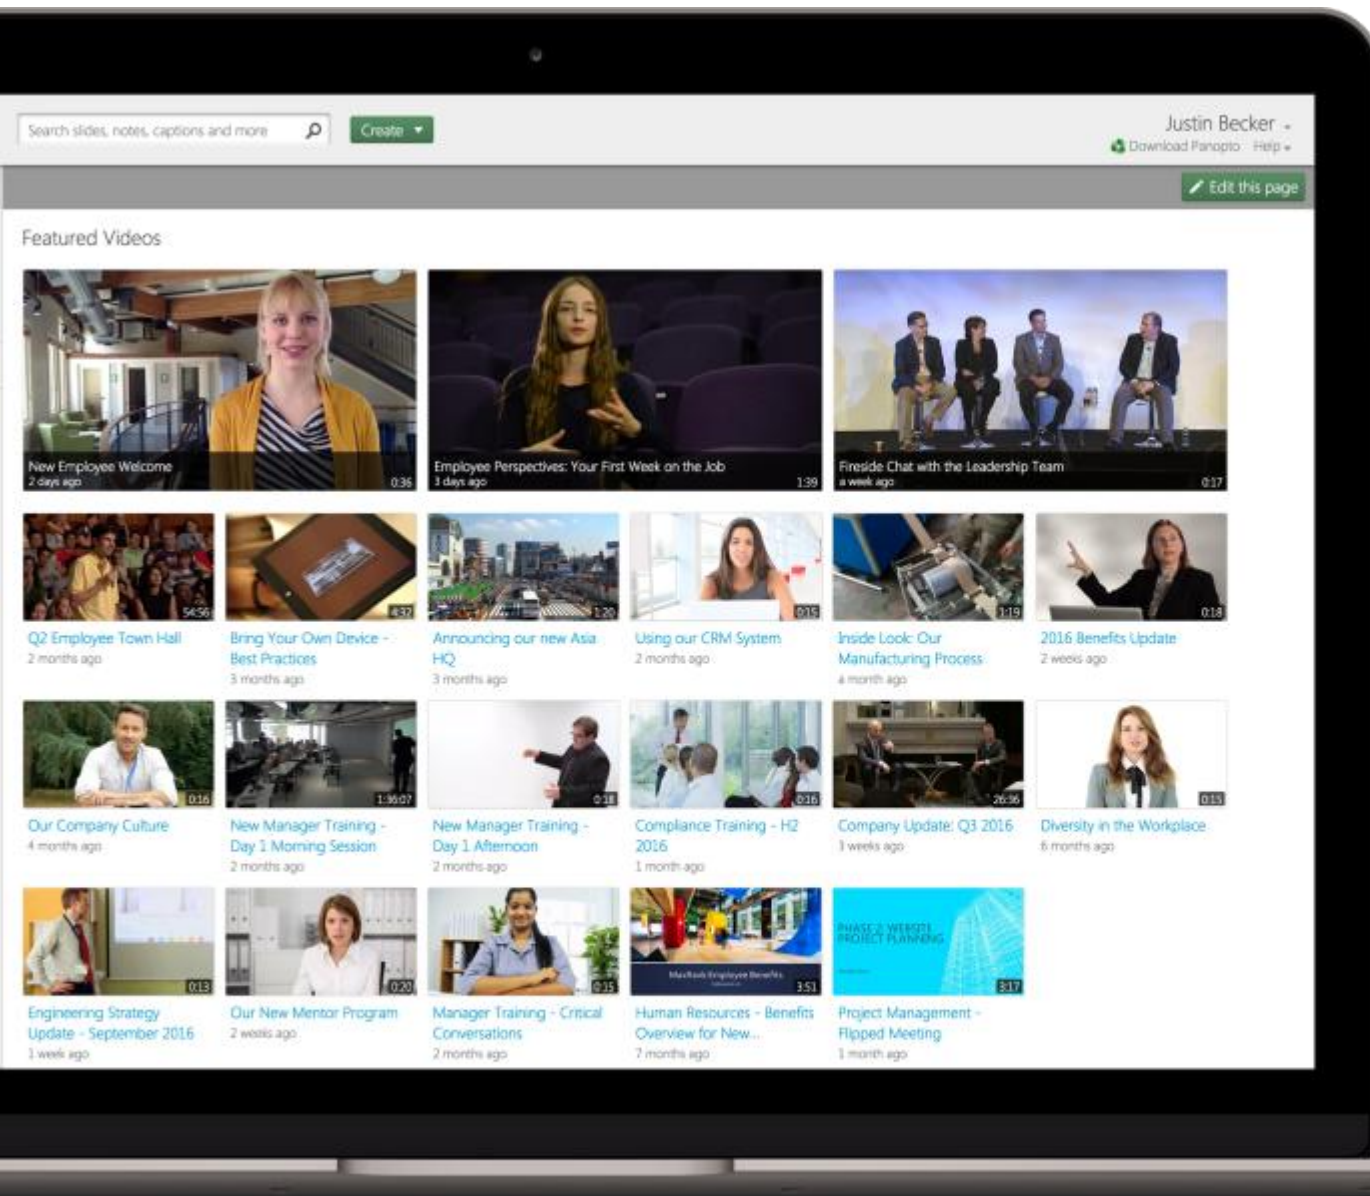 Search slides, notes, captions and more
Create
Justin Becker
Download Panopto Help
Edit this page
Featured Videos
New Employee Welcome
2 days ago
0:36
Employee Perspectives: Your First Week on the Job
3 days ago
1:39
Fireside Chat with the Leadership Team
a week ago
0:17
54:56
Q2 Employee Town Hall
2 months ago
4:37
Bring Your Own Device -
Best Practices
3 months ago
1:20
Announcing our new Asia
HQ
3 months ago
0:15
Using our CRM System
2 months ago
1:19
Inside Look: Our
Manufacturing Process
a month ago
0:18
2016 Benefits Update
2 weeks ago
0:16
Our Company Culture
4 months ago
1:36:07
New Manager Training -
Day 1 Morning Session
2 months ago
0:18
New Manager Training -
Day 1 Afternoon
2 months ago
0:16
Compliance Training - H2
2016
1 month ago
26:36
Company Update: Q3 2016
3 weeks ago
0:15
Diversity in the Workplace
6 months ago
0:13
Engineering Strategy
Update - September 2016
1 week ago
0:20
Our New Mentor Program
2 weeks ago
0:15
Manager Training - Critical
Conversations
2 months ago
Employee Benefits
3:51
Human Resources - Benefits
Overview for New...
7 months ago
PHASE 2 WEBSITE
PROJECT PLANNING
3:17
Project Management -
Flipped Meeting
1 month ago